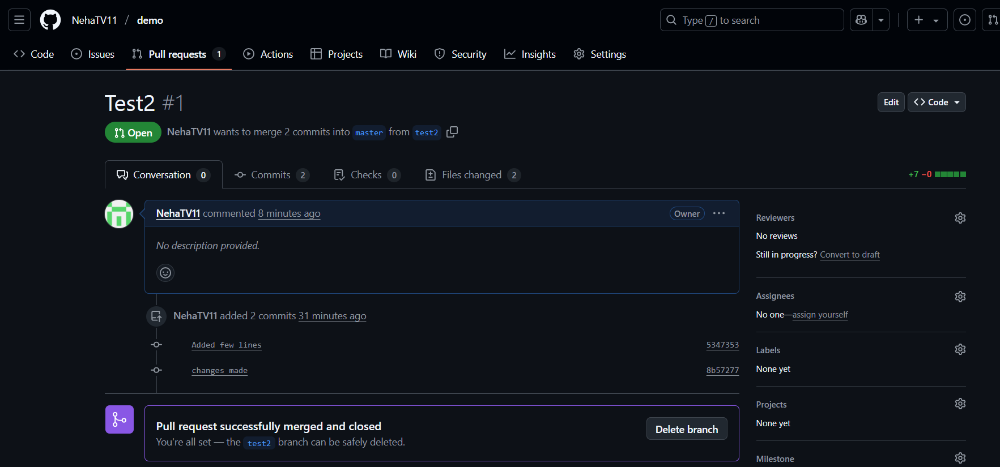 NehaTV11 / demo
Type / to search
Code Issues Pull requests 1 Actions Projects Wiki Security Insights Settings
Test2 #1
Edit
Code
Open
NehaTV11 wants to merge 2 commits into master from test2
Conversation 0 Commits 2 Checks 0 Files changed 2
+7 −0
NehaTV11 commented 8 minutes ago
Owner
No description provided.
NehaTV11 added 2 commits 31 minutes ago
Added few lines 5347353
changes made 8b57277
Pull request successfully merged and closed
You're all set — the test2 branch can be safely deleted.
Delete branch
Reviewers
No reviews
Still in progress? Convert to draft
Assignees
No one—assign yourself
Labels
None yet
Projects
None yet
Milestone